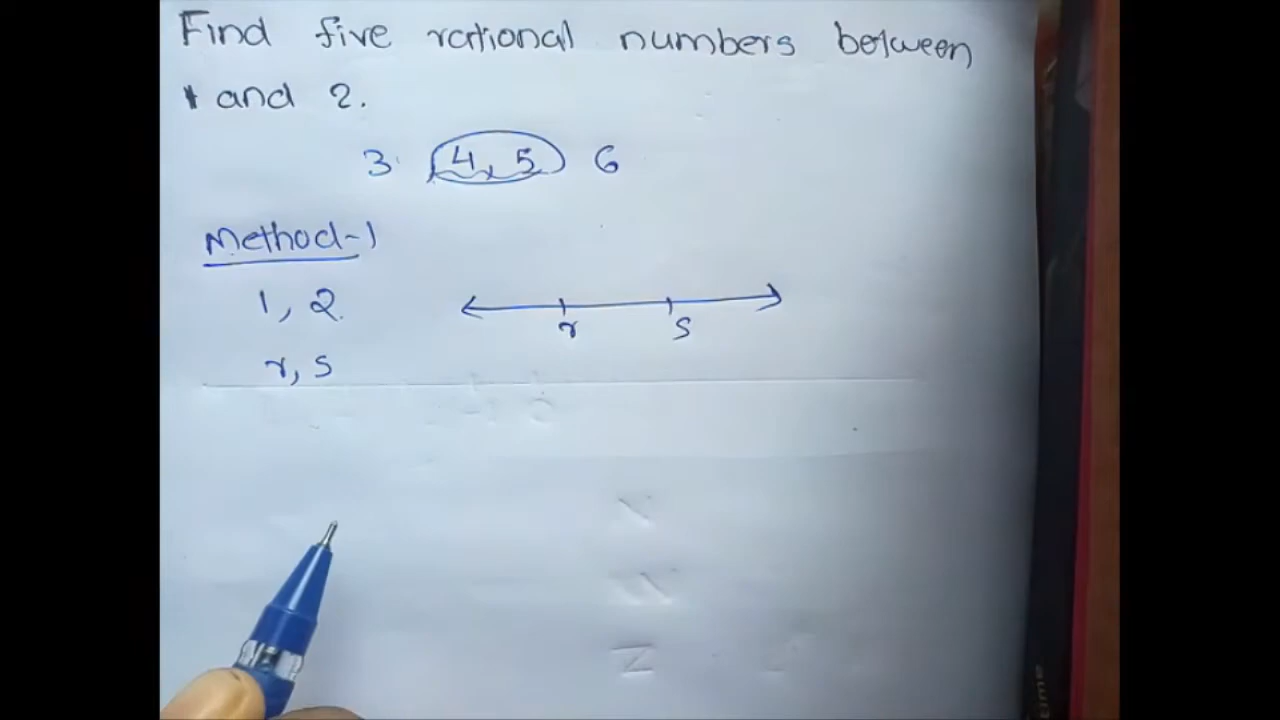 Find five rational numbers between
1 and 2.
3 4, 5 6
Method-1
1, 2
r, s
r s